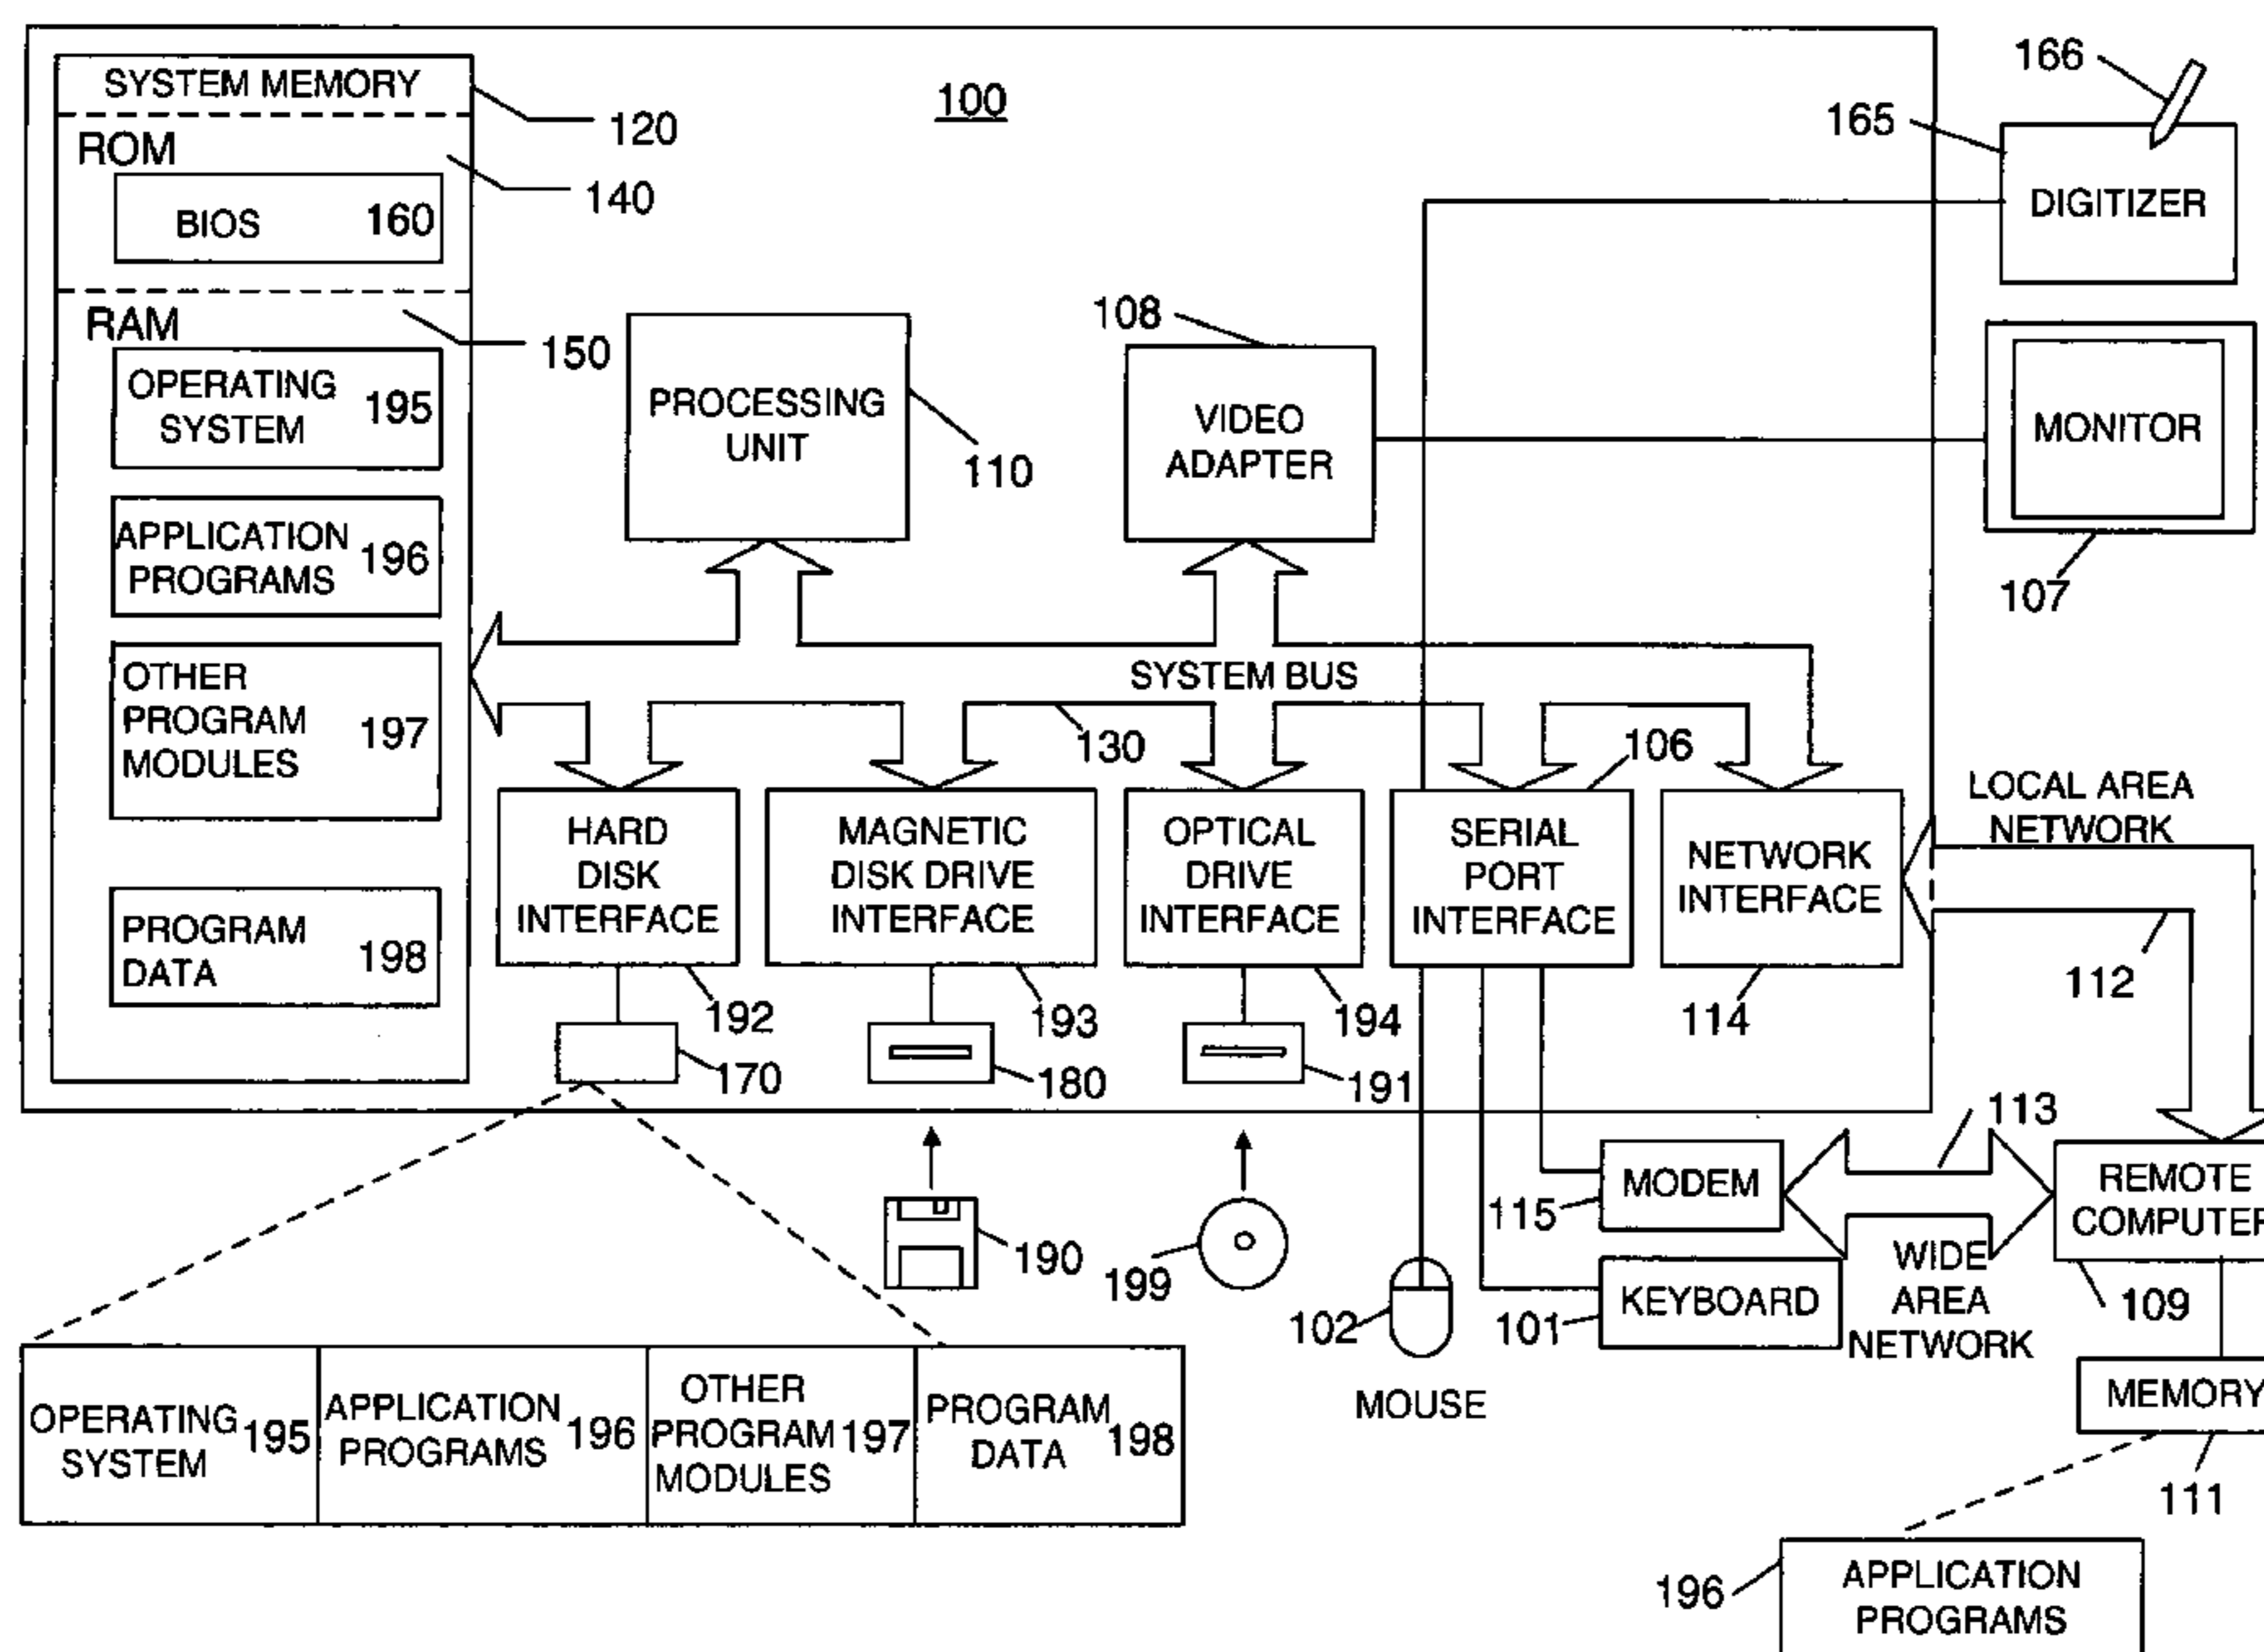 SYSTEM MEMORY
120
100
ROM
140
BIOS 160
RAM
150
OPERATING
SYSTEM
195
APPLICATION
PROGRAMS
196
OTHER
PROGRAM
MODULES
197
PROGRAM
DATA
198
PROCESSING
UNIT
110
108
VIDEO
ADAPTER
166
165
DIGITIZER
MONITOR
107
SYSTEM BUS
130
106
HARD
DISK
INTERFACE
192
170
MAGNETIC
DISK DRIVE
INTERFACE
193
180
OPTICAL
DRIVE
INTERFACE
194
191
SERIAL
PORT
INTERFACE
NETWORK
INTERFACE
114
LOCAL AREA
NETWORK
112
113
MODEM
115
REMOTE
COMPUTER
109
190
199
102
MOUSE
KEYBOARD
101
WIDE
AREA
NETWORK
MEMORY
111
OPERATING
SYSTEM
195
APPLICATION
PROGRAMS
196
OTHER
PROGRAM
MODULES
197
PROGRAM
DATA
198
196
APPLICATION
PROGRAMS